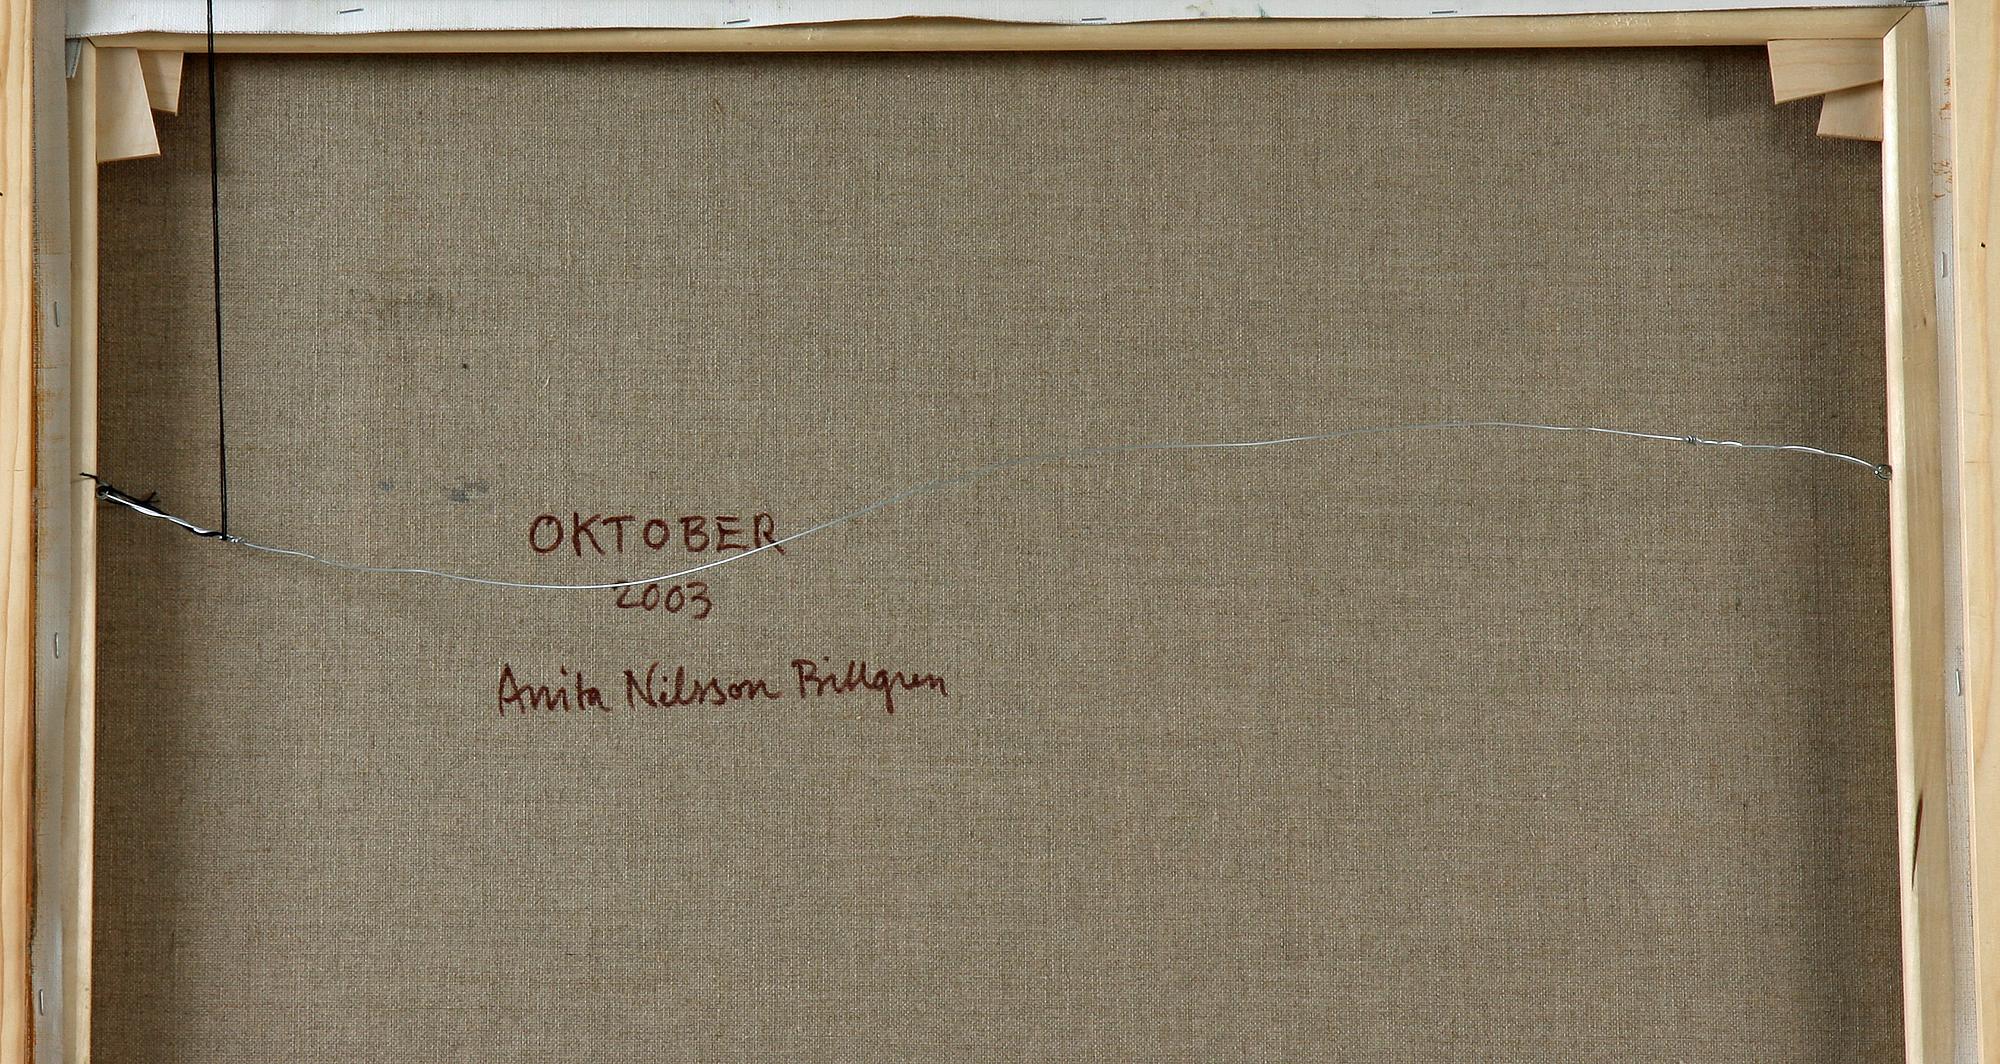 OKTOBER
2003
Anita Nilsson Billgren